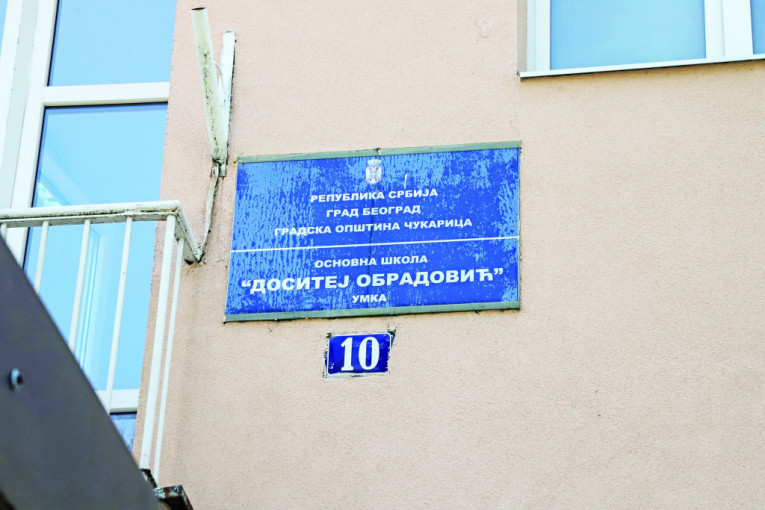 РЕПУБЛИКА СРБИЈА
ГРАД БЕОГРАД
ГРАДСКА ОПШТИНА ЧУКАРИЦА
ОСНОВНА ШКОЛА
“ДОСИТЕЈ ОБРАДОВИЋ”
УМКА
10